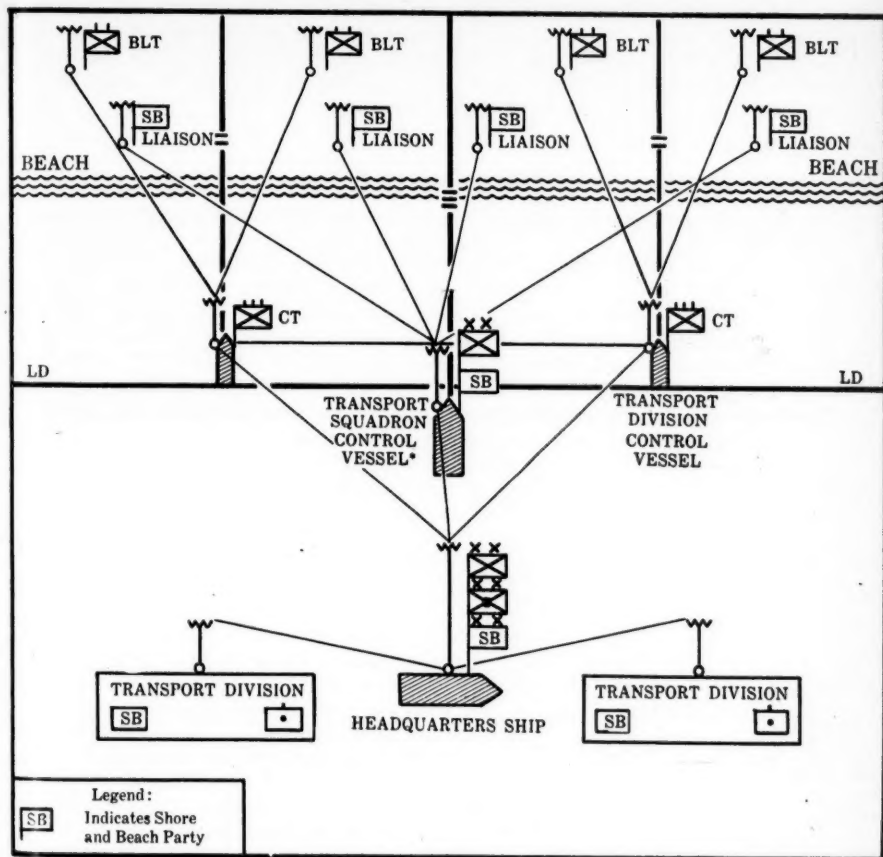 BLT
BLT
BLT
BLT
SB
LIAISON
SB
LIAISON
SB
LIAISON
SB
LIAISON
BEACH
BEACH
CT
CT
LD
LD
SB
TRANSPORT
SQUADRON
CONTROL
VESSEL*
TRANSPORT
DIVISION
CONTROL
VESSEL
SB
TRANSPORT DIVISION
SB
HEADQUARTERS SHIP
TRANSPORT DIVISION
SB
Legend:
SB
Indicates Shore
and Beach Party